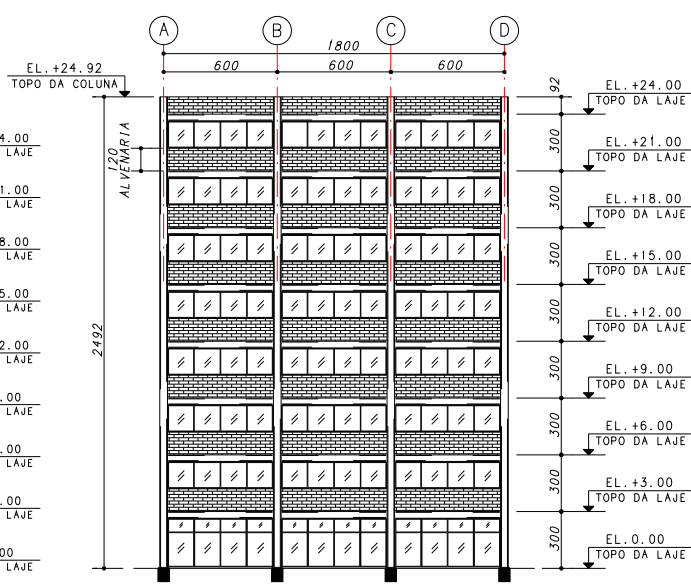 A B C D
1800
600 600 600
EL.+24.92
TOPO DA COLUNA
92
EL.+24.00
TOPO DA LAJE
4.00
LAJE
120
ALVENARIA
300
EL.+21.00
TOPO DA LAJE
1.00
LAJE
300
EL.+18.00
TOPO DA LAJE
8.00
LAJE
300
EL.+15.00
TOPO DA LAJE
5.00
LAJE
300
EL.+12.00
TOPO DA LAJE
2492
2.00
LAJE
300
EL.+9.00
TOPO DA LAJE
.00
LAJE
300
EL.+6.00
TOPO DA LAJE
.00
LAJE
300
EL.+3.00
TOPO DA LAJE
.00
LAJE
300
EL.0.00
TOPO DA LAJE
00
LAJE